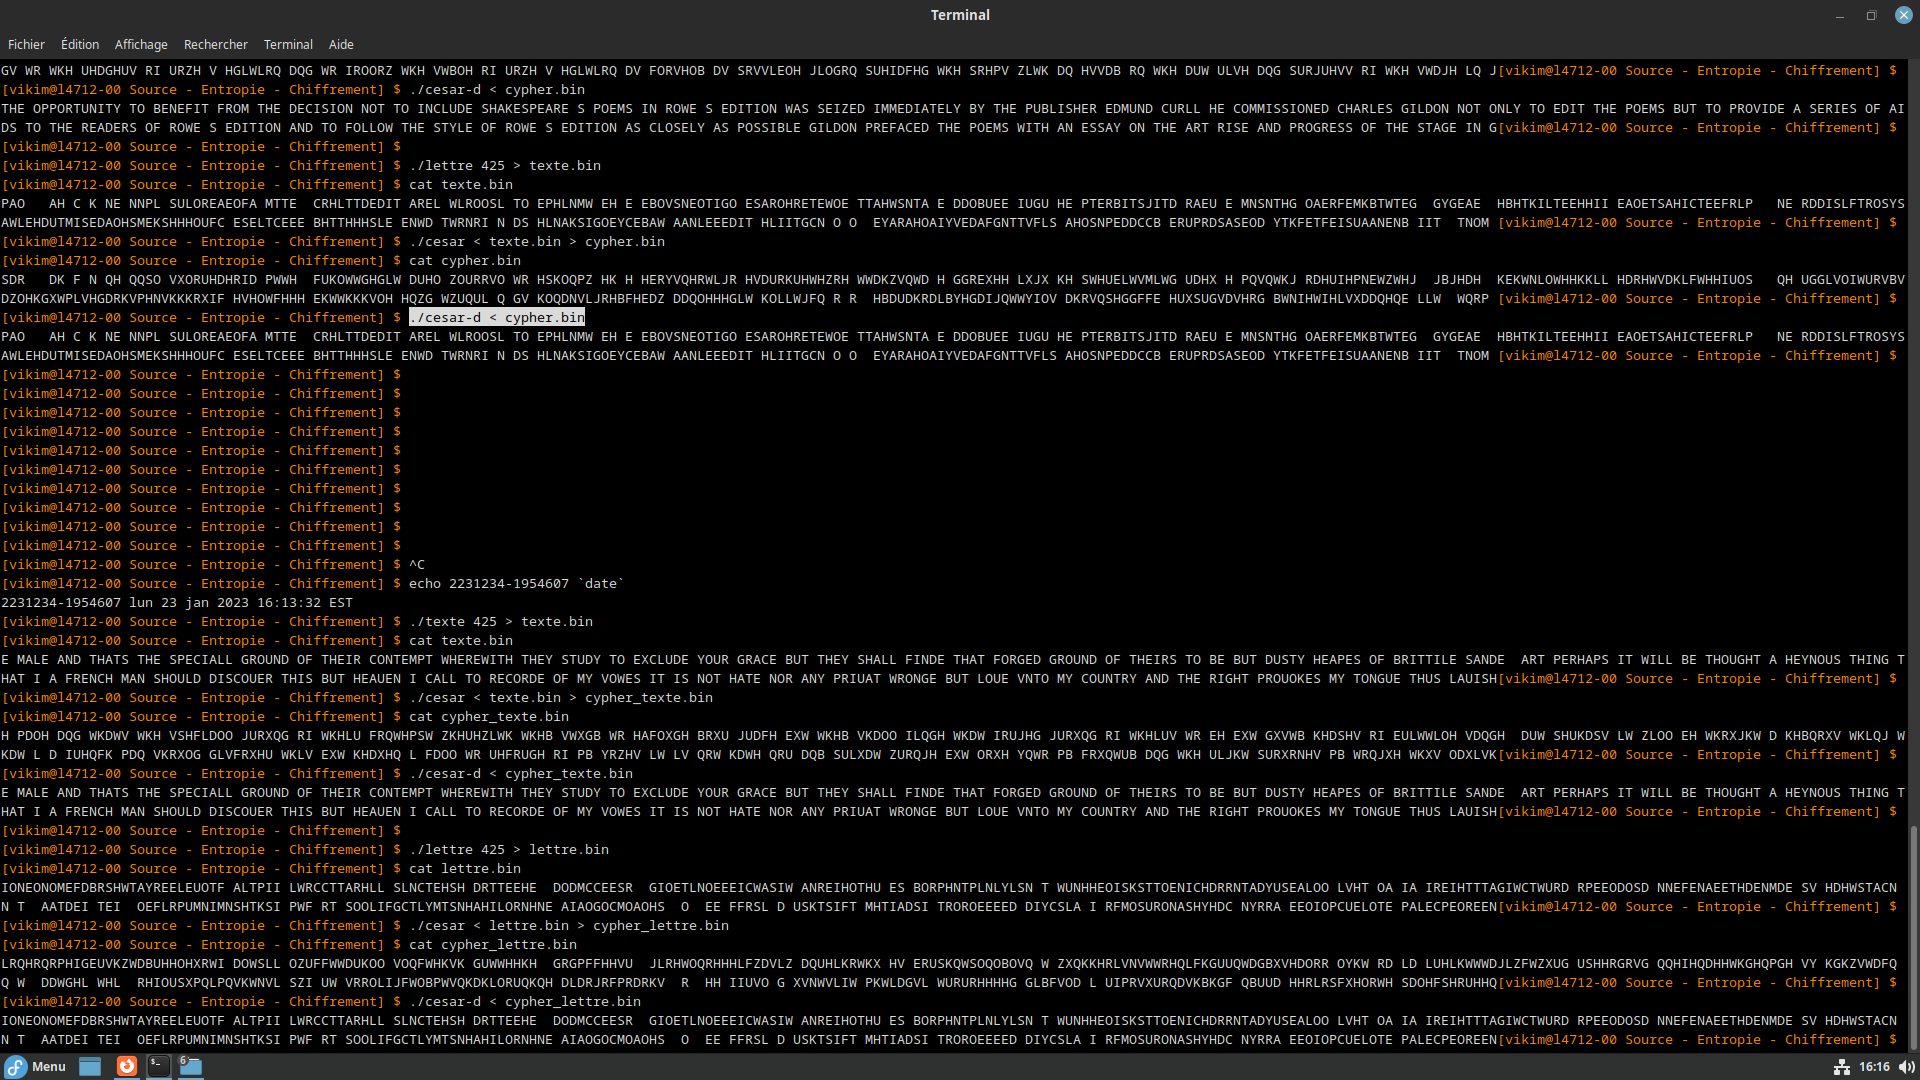 Terminal
Fichier Édition Affichage Rechercher Terminal Aide
GV WR WKH UHDGHUV RI URZH V HGLWLRQ DQG WR IROORZ WKH VWBOH RI URZH V HGLWLRQ DV FORVHOB DV SRVVLEOH JLOGRQ SUHIDFHG WKH SRHPV ZLWK DQ HVVDB RQ WKH DUW ULVH DQG SURJUHVV RI WKH VWDJH LQ J[vikim@l4712-00 Source - Entropie - Chiffrement] $
[vikim@l4712-00 Source - Entropie - Chiffrement] $ ./cesar-d < cypher.bin
THE OPPORTUNITY TO BENEFIT FROM THE DECISION NOT TO INCLUDE SHAKESPEARE S POEMS IN ROWE S EDITION WAS SEIZED IMMEDIATELY BY THE PUBLISHER EDMUND CURLL HE COMMISSIONED CHARLES GILDON NOT ONLY TO EDIT THE POEMS BUT TO PROVIDE A SERIES OF AI
DS TO THE READERS OF ROWE S EDITION AND TO FOLLOW THE STYLE OF ROWE S EDITION AS CLOSELY AS POSSIBLE GILDON PREFACED THE POEMS WITH AN ESSAY ON THE ART RISE AND PROGRESS OF THE STAGE IN G[vikim@l4712-00 Source - Entropie - Chiffrement] $
[vikim@l4712-00 Source - Entropie - Chiffrement] $
[vikim@l4712-00 Source - Entropie - Chiffrement] $ ./lettre 425 > texte.bin
[vikim@l4712-00 Source - Entropie - Chiffrement] $ cat texte.bin
PAO   AH C K NE NNPL SULOREAEOFA MTTE  CRHLTTDEDIT AREL WLROOSL TO EPHLNMW EH E EBOVSNEOTIGO ESAROHRETEWOE TTAHWSNTA E DDOBUEE IUGU HE PTERBITSJITD RAEU E MNSNTHG OAERFEMKBTWTEG  GYGEAE  HBHTKILTEEHHII EAOETSAHICTEEFRLP   NE RDDISLFTROSYS
AWLEHDUTMISEDAOHSMEKSHHHOUFC ESELTCEEE BHTTHHHSLE ENWD TWRNRI N DS HLNAKSIGOEYCEBAW AANLEEEDIT HLIITGCN O O  EYARAHOAIYVEDAFGNTTVFLS AHOSNPEDDCCB ERUPRDSASEOD YTKFETFEISUAANENB IIT  TNOM [vikim@l4712-00 Source - Entropie - Chiffrement] $
[vikim@l4712-00 Source - Entropie - Chiffrement] $ ./cesar < texte.bin > cypher.bin
[vikim@l4712-00 Source - Entropie - Chiffrement] $ cat cypher.bin
SDR   DK F N QH QQSO VXORUHDHRID PWWH  FUKOWWGHGLW DUHO ZOURRVO WR HSKOQPZ HK H HERYVQHRWLJR HVDURKUHWHZRH WWDKZVQWD H GGREXHH LXJX KH SWHUELWVMLWG UDHX H PQVQWKJ RDHUIHPNEWZWHJ  JBJHDH  KEKWNLOWHHKKLL HDRHWVDKLFWHHIUOS   QH UGGLVOIWURVBV
DZOHKGXWPLVHGDRKVPHNVKKKRXIF HVHOWFHHH EKWWKKKVOH HQZG WZUQUL Q GV KOQDNVLJRHBFHEDZ DDQOHHHGLW KOLLWJFQ R R  HBDUDKRDLBYHGDIJQWWYIOV DKRVQSHGGFFE HUXSUGVDVHRG BWNIHWIHLVXDDQHQE LLW  WQRP [vikim@l4712-00 Source - Entropie - Chiffrement] $
[vikim@l4712-00 Source - Entropie - Chiffrement] $ ./cesar-d < cypher.bin
PAO   AH C K NE NNPL SULOREAEOFA MTTE  CRHLTTDEDIT AREL WLROOSL TO EPHLNMW EH E EBOVSNEOTIGO ESAROHRETEWOE TTAHWSNTA E DDOBUEE IUGU HE PTERBITSJITD RAEU E MNSNTHG OAERFEMKBTWTEG  GYGEAE  HBHTKILTEEHHII EAOETSAHICTEEFRLP   NE RDDISLFTROSYS
AWLEHDUTMISEDAOHSMEKSHHHOUFC ESELTCEEE BHTTHHHSLE ENWD TWRNRI N DS HLNAKSIGOEYCEBAW AANLEEEDIT HLIITGCN O O  EYARAHOAIYVEDAFGNTTVFLS AHOSNPEDDCCB ERUPRDSASEOD YTKFETFEISUAANENB IIT  TNOM [vikim@l4712-00 Source - Entropie - Chiffrement] $
[vikim@l4712-00 Source - Entropie - Chiffrement] $
[vikim@l4712-00 Source - Entropie - Chiffrement] $
[vikim@l4712-00 Source - Entropie - Chiffrement] $
[vikim@l4712-00 Source - Entropie - Chiffrement] $
[vikim@l4712-00 Source - Entropie - Chiffrement] $
[vikim@l4712-00 Source - Entropie - Chiffrement] $
[vikim@l4712-00 Source - Entropie - Chiffrement] $
[vikim@l4712-00 Source - Entropie - Chiffrement] $
[vikim@l4712-00 Source - Entropie - Chiffrement] $
[vikim@l4712-00 Source - Entropie - Chiffrement] $
[vikim@l4712-00 Source - Entropie - Chiffrement] $ ^C
[vikim@l4712-00 Source - Entropie - Chiffrement] $ echo 2231234-1954607 `date`
2231234-1954607 lun 23 jan 2023 16:13:32 EST
[vikim@l4712-00 Source - Entropie - Chiffrement] $ ./texte 425 > texte.bin
[vikim@l4712-00 Source - Entropie - Chiffrement] $ cat texte.bin
E MALE AND THATS THE SPECIALL GROUND OF THEIR CONTEMPT WHEREWITH THEY STUDY TO EXCLUDE YOUR GRACE BUT THEY SHALL FINDE THAT FORGED GROUND OF THEIRS TO BE BUT DUSTY HEAPES OF BRITTILE SANDE  ART PERHAPS IT WILL BE THOUGHT A HEYNOUS THING T
HAT I A FRENCH MAN SHOULD DISCOUER THIS BUT HEAUEN I CALL TO RECORDE OF MY VOWES IT IS NOT HATE NOR ANY PRIUAT WRONGE BUT LOUE VNTO MY COUNTRY AND THE RIGHT PROUOKES MY TONGUE THUS LAUISH[vikim@l4712-00 Source - Entropie - Chiffrement] $
[vikim@l4712-00 Source - Entropie - Chiffrement] $ ./cesar < texte.bin > cypher_texte.bin
[vikim@l4712-00 Source - Entropie - Chiffrement] $ cat cypher_texte.bin
H PDOH DQG WKDWV WKH VSHFLDOO JURXQG RI WKHLU FRQWHPSW ZKHUHZLWK WKHB VWXGB WR HAFOXGH BRXU JUDFH EXW WKHB VKDOO ILQGH WKDW IRUJHG JURXQG RI WKHLUV WR EH EXW GXVWB KHDSHV RI EULWWLOH VDQGH  DUW SHUKDSV LW ZLOO EH WKRXJKW D KHBQRXV WKLQJ W
KDW L D IUHQFK PDQ VKRXOG GLVFRXHU WKLV EXW KHDXHQ L FDOO WR UHFRUGH RI PB YRZHV LW LV QRW KDWH QRU DQB SULXDW ZURQJH EXW ORXH YQWR PB FRXQWUB DQG WKH ULJKW SURXRNHV PB WRQJXH WKXV ODXLVK[vikim@l4712-00 Source - Entropie - Chiffrement] $
[vikim@l4712-00 Source - Entropie - Chiffrement] $ ./cesar-d < cypher_texte.bin
E MALE AND THATS THE SPECIALL GROUND OF THEIR CONTEMPT WHEREWITH THEY STUDY TO EXCLUDE YOUR GRACE BUT THEY SHALL FINDE THAT FORGED GROUND OF THEIRS TO BE BUT DUSTY HEAPES OF BRITTILE SANDE  ART PERHAPS IT WILL BE THOUGHT A HEYNOUS THING T
HAT I A FRENCH MAN SHOULD DISCOUER THIS BUT HEAUEN I CALL TO RECORDE OF MY VOWES IT IS NOT HATE NOR ANY PRIUAT WRONGE BUT LOUE VNTO MY COUNTRY AND THE RIGHT PROUOKES MY TONGUE THUS LAUISH[vikim@l4712-00 Source - Entropie - Chiffrement] $
[vikim@l4712-00 Source - Entropie - Chiffrement] $
[vikim@l4712-00 Source - Entropie - Chiffrement] $ ./lettre 425 > lettre.bin
[vikim@l4712-00 Source - Entropie - Chiffrement] $ cat lettre.bin
IONEONOMEFDBRSHWTAYREELEUOTF ALTPII LWRCCTTARHLL SLNCTEHSH DRTTEEHE  DODMCCEESR  GIOETLNOEEEICWASIW ANREIHOTHU ES BORPHNTPLNLYLSN T WUNHHEOISKSTTOENICHDRRNTADYUSEALOO LVHT OA IA IREIHTTTAGIWCTWURD RPEEODOSD NNEFENAEETHDENMDE SV HDHWSTACN
N T  AATDEI TEI  OEFLRPUMNIMNSHTKSI PWF RT SOOLIFGCTLYMTSNHAHILORNHNE AIAOGOCMOAOHS  O  EE FFRSL D USKTSIFT MHTIADSI TROROEEEED DIYCSLA I RFMOSURONASHYHDC NYRRA EEOIOPCUELOTE PALECPEOREEN[vikim@l4712-00 Source - Entropie - Chiffrement] $
[vikim@l4712-00 Source - Entropie - Chiffrement] $ ./cesar < lettre.bin > cypher_lettre.bin
[vikim@l4712-00 Source - Entropie - Chiffrement] $ cat cypher_lettre.bin
LRQHRQRPHIGEUVKZWDBUHHOHXRWI DOWSLL OZUFFWWDUKOO VOQFWHKVK GUWWHHKH  GRGPFFHHVU  JLRHWOQRHHHLFZDVLZ DQUHLKRWKX HV ERUSKQWSOQOBOVQ W ZXQKKHRLVNVWWRHQLFKGUUQWDGBXVHDORR OYKW RD LD LUHLKWWWDJLZFWZXUG USHHRGRVG QQHIHQDHHWKGHQPGH VY KGKZVWDFQ
Q W  DDWGHL WHL  RHIOUSXPQLPQVKWNVL SZI UW VRROLIJFWOBPWVQKDKLORUQKQH DLDRJRFPRDRKV  R  HH IIUVO G XVNWVLIW PKWLDGVL WURURHHHHG GLBFVOD L UIPRVXURQDVKBKGF QBUUD HHRLRSFXHORWH SDOHFSHRUHHQ[vikim@l4712-00 Source - Entropie - Chiffrement] $
[vikim@l4712-00 Source - Entropie - Chiffrement] $ ./cesar-d < cypher_lettre.bin
IONEONOMEFDBRSHWTAYREELEUOTF ALTPII LWRCCTTARHLL SLNCTEHSH DRTTEEHE  DODMCCEESR  GIOETLNOEEEICWASIW ANREIHOTHU ES BORPHNTPLNLYLSN T WUNHHEOISKSTTOENICHDRRNTADYUSEALOO LVHT OA IA IREIHTTTAGIWCTWURD RPEEODOSD NNEFENAEETHDENMDE SV HDHWSTACN
N T  AATDEI TEI  OEFLRPUMNIMNSHTKSI PWF RT SOOLIFGCTLYMTSNHAHILORNHNE AIAOGOCMOAOHS  O  EE FFRSL D USKTSIFT MHTIADSI TROROEEEED DIYCSLA I RFMOSURONASHYHDC NYRRA EEOIOPCUELOTE PALECPEOREEN[vikim@l4712-00 Source - Entropie - Chiffrement] $
Menu 6 16:16